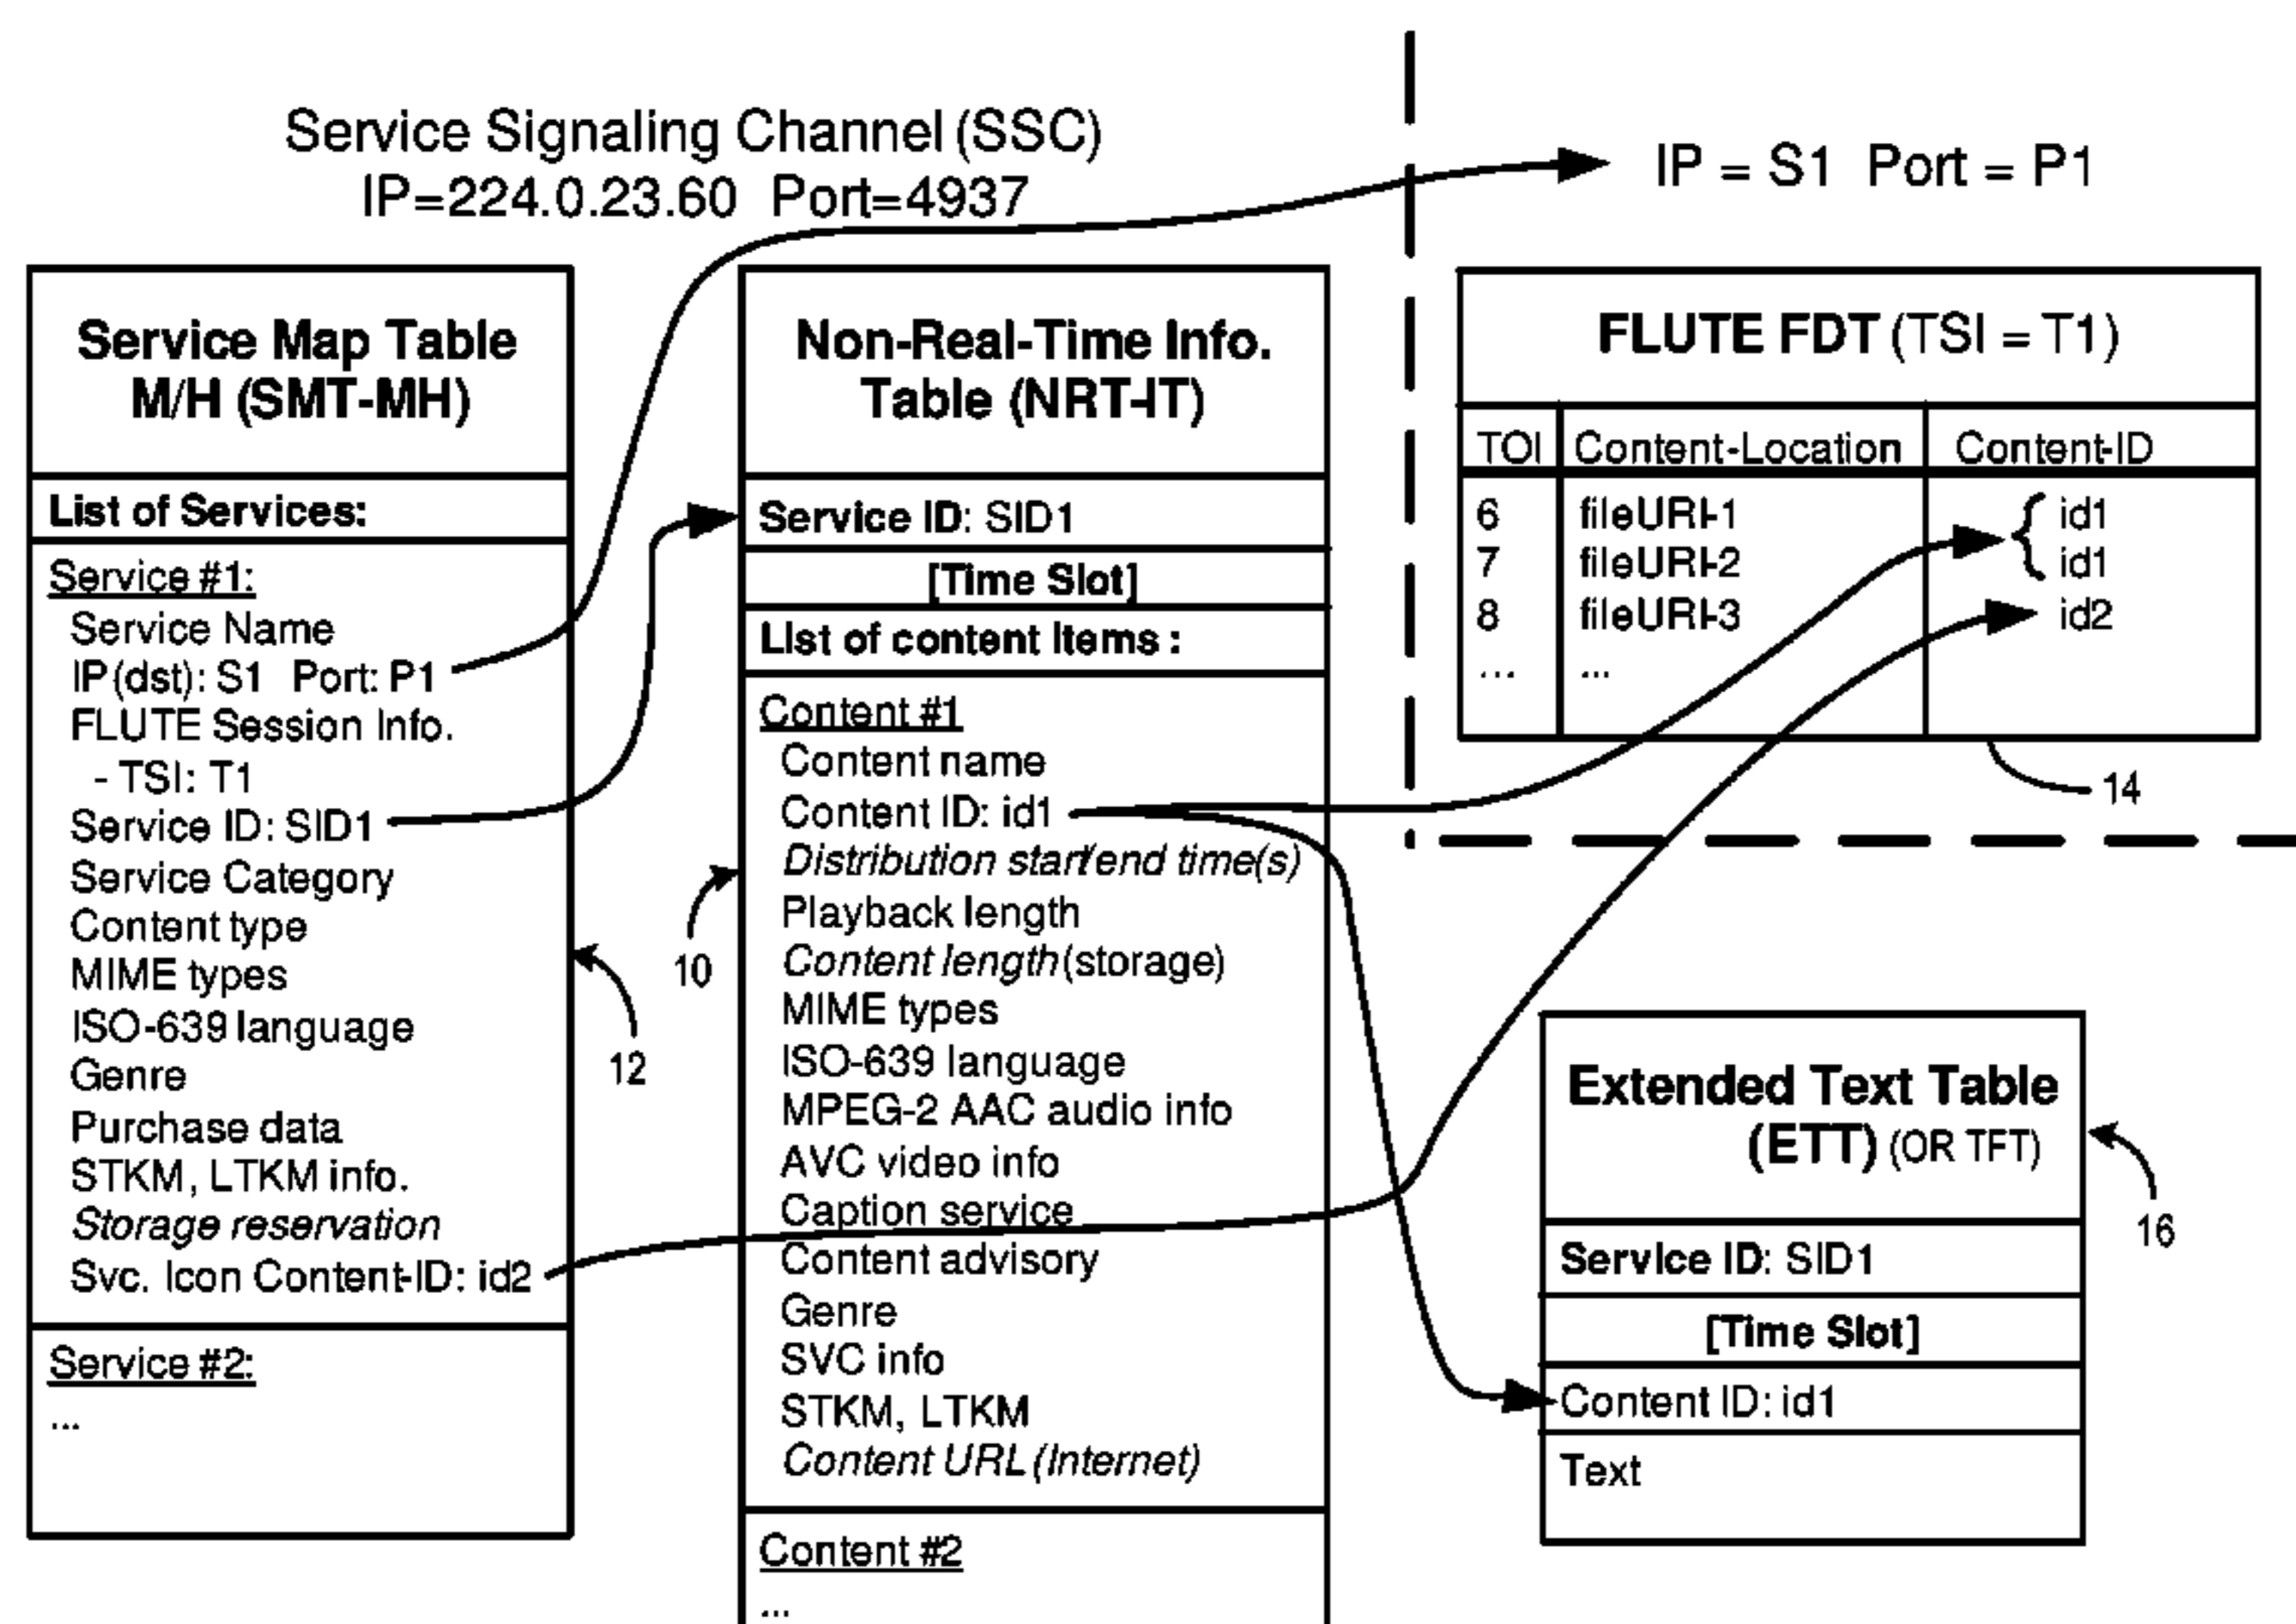 Service Signaling Channel (SSC)
IP=224.0.23.60 Port=4937
IP = S1 Port = P1
Service Map Table
M/H (SMT-MH)
List of Services:
Service #1:
Service Name
IP(dst): S1 Port: P1
FLUTE Session Info.
- TSI: T1
Service ID: SID1
Service Category
Content type
MIME types
ISO-639 language
Genre
Purchase data
STKM, LTKM info.
Storage reservation
Svc. Icon Content-ID: id2
Service #2:
...
12
Non-Real-Time Info.
Table (NRT-IT)
Service ID: SID1
[Time Slot]
List of content items :
Content #1
Content name
Content ID: id1
Distribution start/end time(s)
Playback length
Content length (storage)
MIME types
ISO-639 language
MPEG-2 AAC audio info
AVC video info
Caption service
Content advisory
Genre
SVC info
STKM, LTKM
Content URL (Internet)
Content #2
...
10
FLUTE FDT (TSI = T1)
TOI Content-Location Content-ID
6 fileURI-1 id1
7 fileURI-2 id1
8 fileURI-3 id2
... ...
14
Extended Text Table
(ETT) (OR TFT)
Service ID: SID1
[Time Slot]
Content ID: id1
Text
16